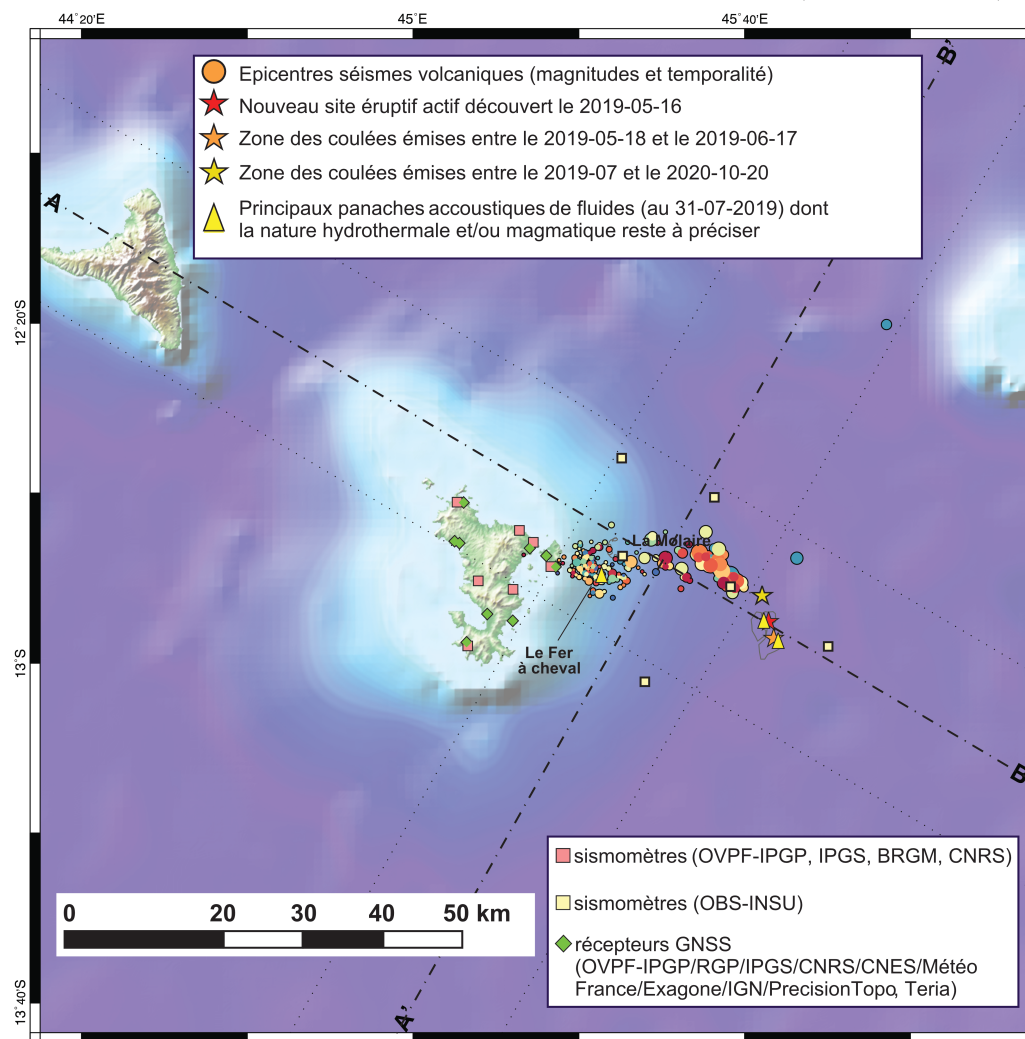 44°20'E
45°E
45°40'E
B'
Epicentres séismes volcaniques (magnitudes et temporalité)
Nouveau site éruptif actif découvert le 2019-05-16
Zone des coulées émises entre le 2019-05-18 et le 2019-06-17
Zone des coulées émises entre le 2019-07 et le 2020-10-20
Principaux panaches accoustiques de fluides (au 31-07-2019) dont
la nature hydrothermale et/ou magmatique reste à préciser
A
12°20'S
La Molaire
13°S
Le Fer
à cheval
B
sismomètres (OVPF-IPGP, IPGS, BRGM, CNRS)
sismomètres (OBS-INSU)
récepteurs GNSS
(OVPF-IPGP/RGP/IPGS/CNRS/CNES/Météo
France/Exagone/IGN/PrecisionTopo, Teria)
0 20 30 40 50 km
13°40'S
A'